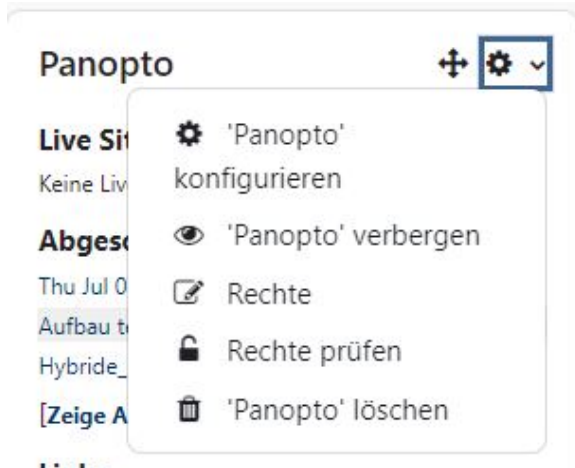 Panopto
Live Sit
'Panopto'
konfigurieren
Keine Liv
Abgesc
'Panopto' verbergen
Thu Jul 0
Rechte
Aufbau te
Hybride_
Rechte prüfen
[Zeige A
'Panopto' löschen